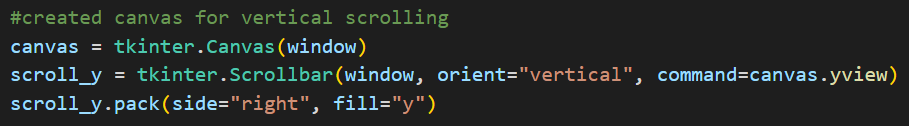 #created canvas for vertical scrolling
canvas = tkinter.Canvas(window)
scroll_y = tkinter.Scrollbar(window, orient="vertical", command=canvas.yview)
scroll_y.pack(side="right", fill="y")